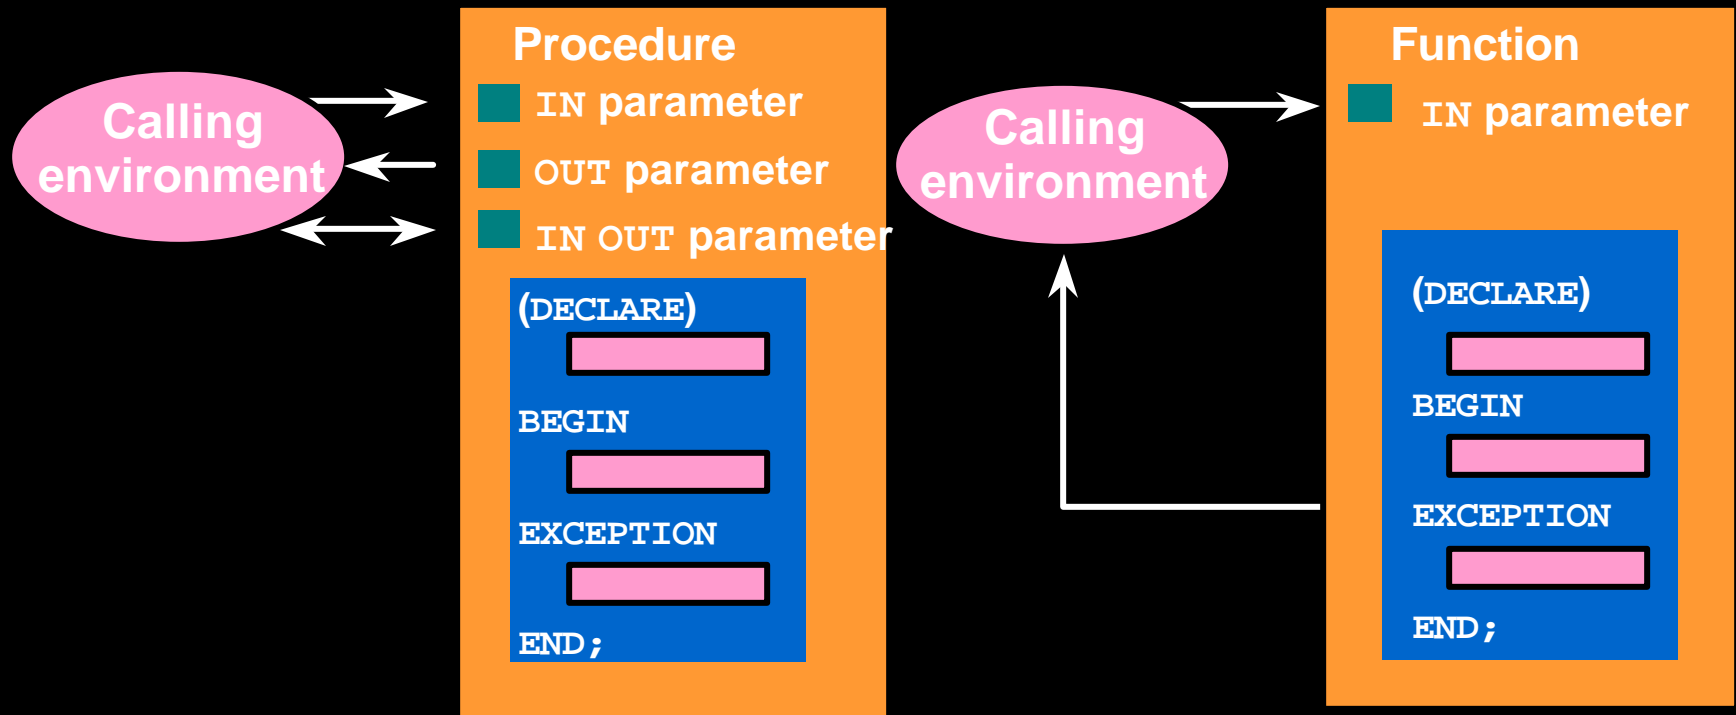 Procedure
Calling
environment
IN parameter
OUT parameter
IN OUT parameter
(DECLARE)
BEGIN
EXCEPTION
END;
Function
Calling
environment
IN parameter
(DECLARE)
BEGIN
EXCEPTION
END;